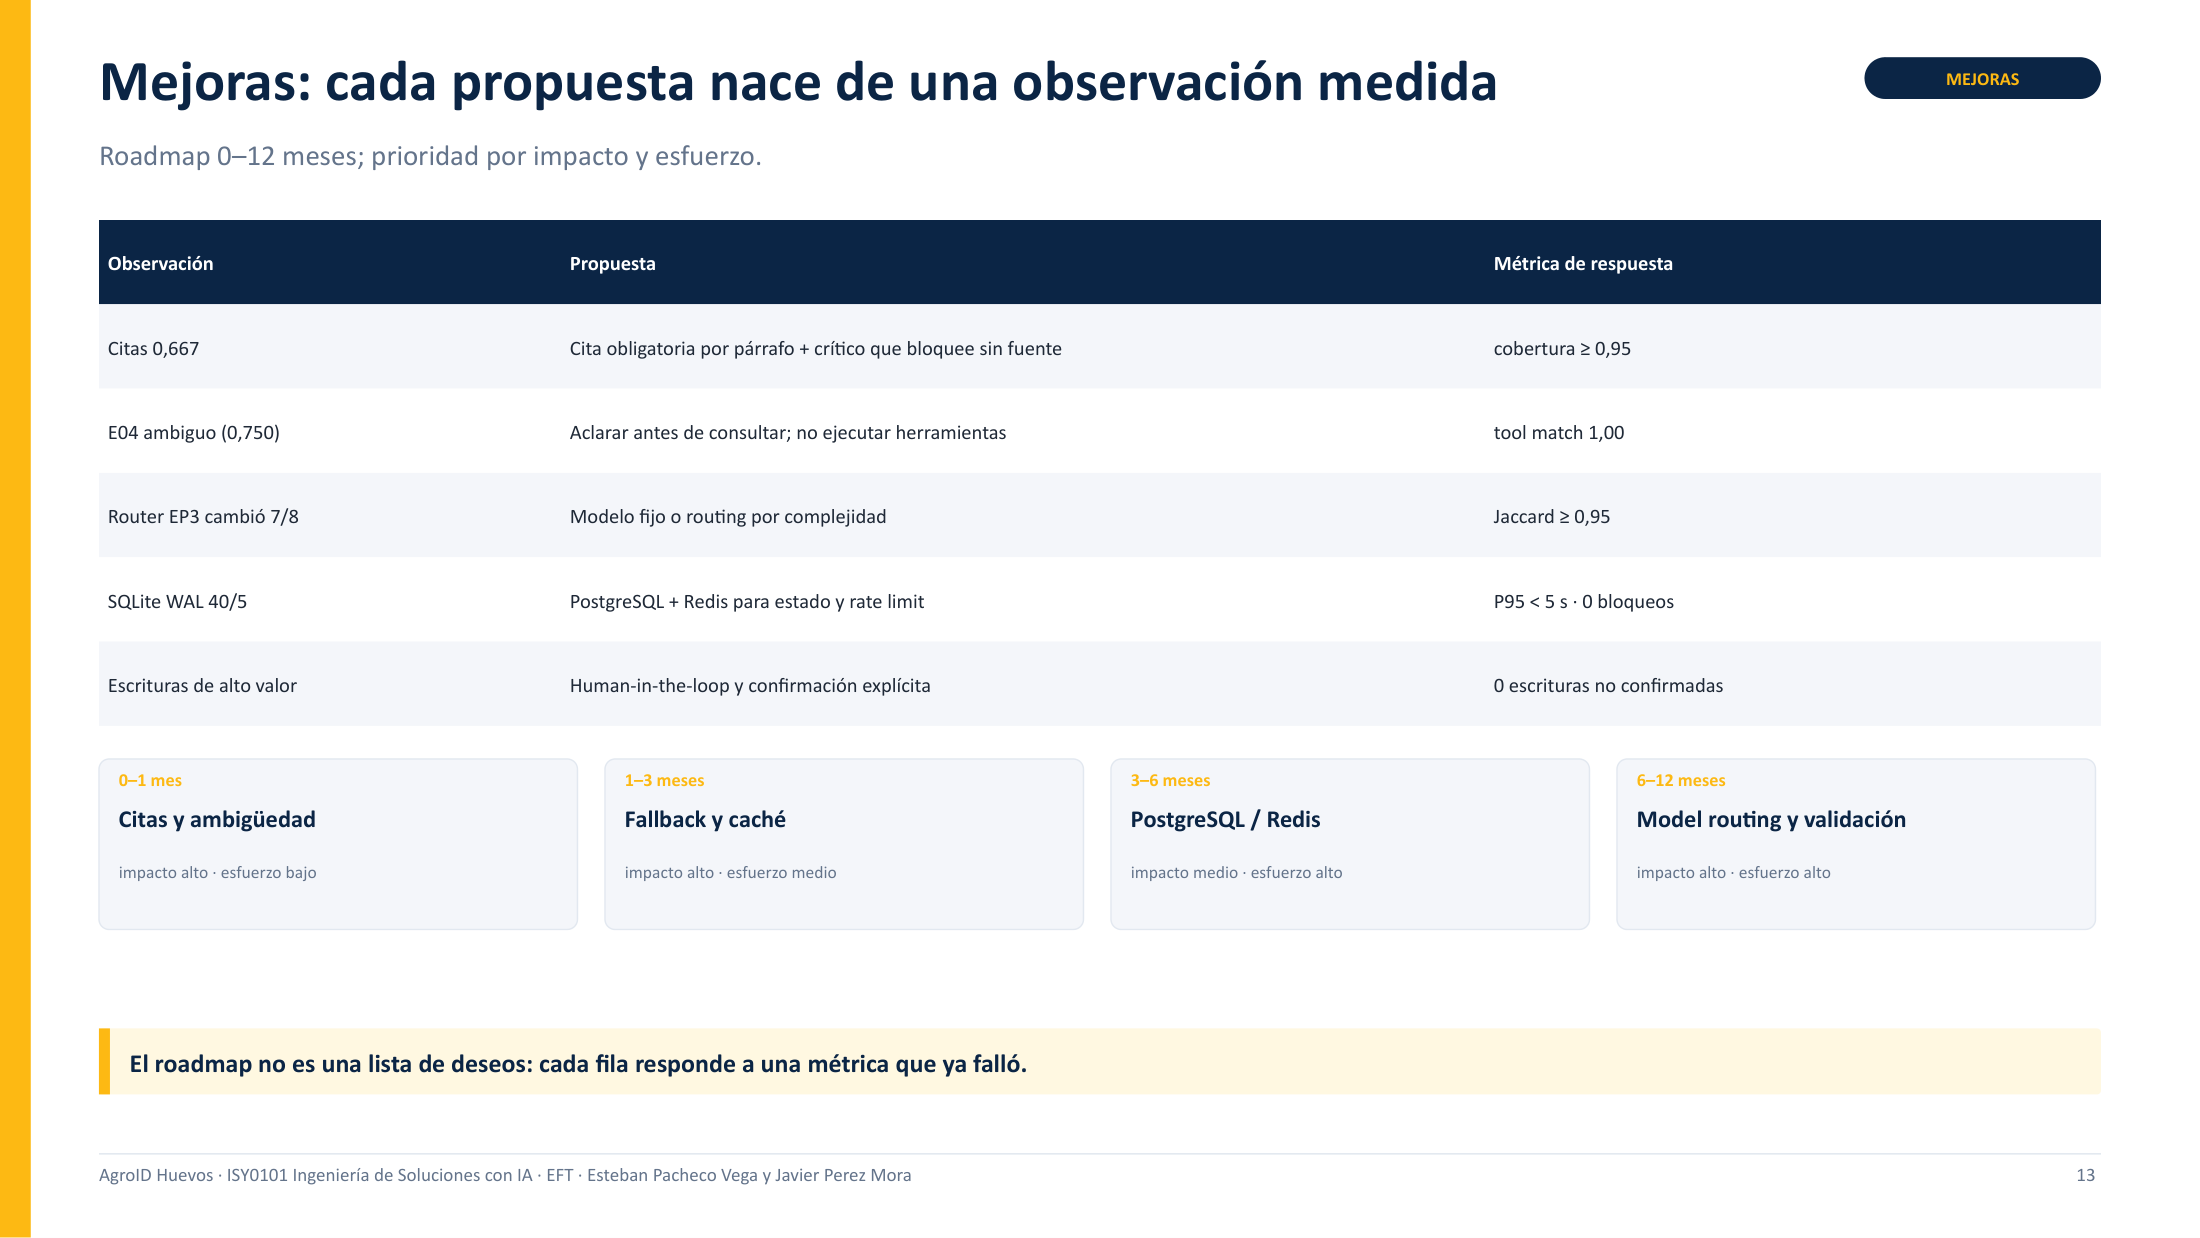 Mejoras: cada propuesta nace de una observación medida
MEJORAS
Roadmap 0–12 meses; prioridad por impacto y esfuerzo.
Observación Propuesta Métrica de respuesta
Citas 0,667 Cita obligatoria por párrafo + crítico que bloquee sin fuente cobertura ≥ 0,95
E04 ambiguo (0,750) Aclarar antes de consultar; no ejecutar herramientas tool match 1,00
Router EP3 cambió 7/8 Modelo fijo o routing por complejidad Jaccard ≥ 0,95
SQLite WAL 40/5 PostgreSQL + Redis para estado y rate limit P95 < 5 s · 0 bloqueos
Escrituras de alto valor Human-in-the-loop y confirmación explícita 0 escrituras no confirmadas
0–1 mes
Citas y ambigüedad
impacto alto · esfuerzo bajo
1–3 meses
Fallback y caché
impacto alto · esfuerzo medio
3–6 meses
PostgreSQL / Redis
impacto medio · esfuerzo alto
6–12 meses
Model routing y validación
impacto alto · esfuerzo alto
El roadmap no es una lista de deseos: cada fila responde a una métrica que ya falló.
AgroID Huevos · ISY0101 Ingeniería de Soluciones con IA · EFT · Esteban Pacheco Vega y Javier Perez Mora
13